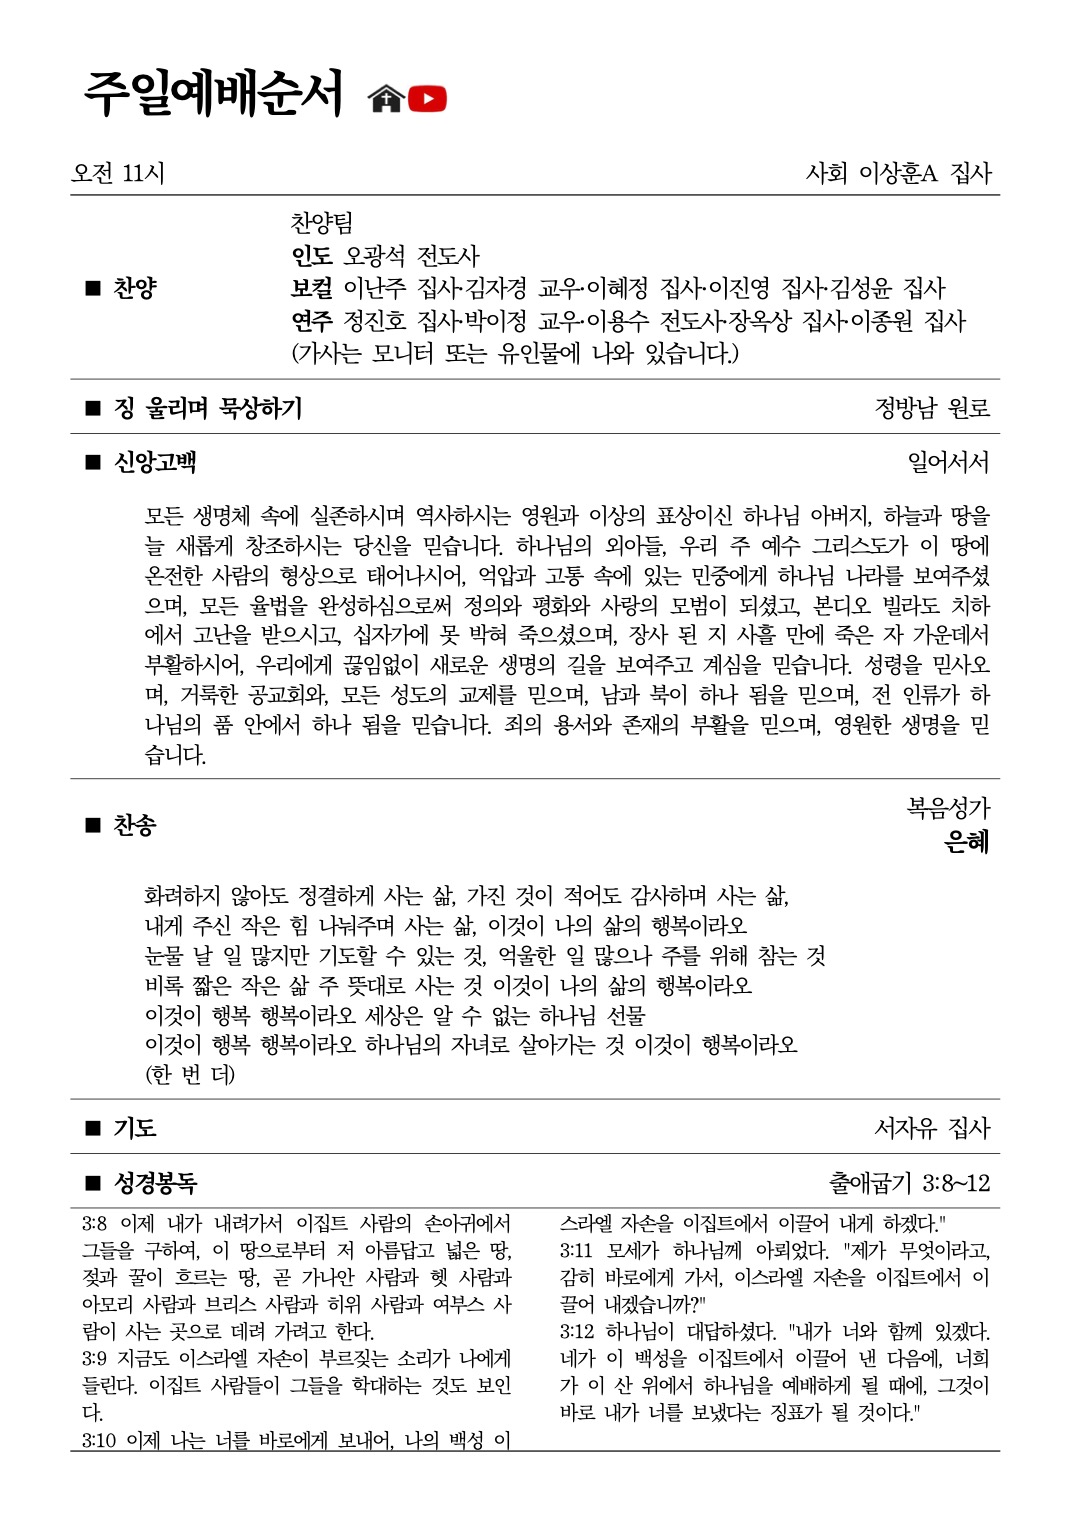 주일예배순서
오전 11시 사회 이상훈A 집사
찬양팀
인도 오광석 전도사
■ 찬양 보컬 이난주 집사·김자경 교우·이혜정 집사·이진영 집사·김성윤 집사
연주 정진호 집사·박이정 교우·이용수 전도사·장옥상 집사·이종원 집사
(가사는 모니터 또는 유인물에 나와 있습니다.)
■ 징 울리며 묵상하기 정방남 원로
■ 신앙고백 일어서서
모든 생명체 속에 실존하시며 역사하시는 영원과 이상의 표상이신 하나님 아버지, 하늘과 땅을
늘 새롭게 창조하시는 당신을 믿습니다. 하나님의 외아들, 우리 주 예수 그리스도가 이 땅에
온전한 사람의 형상으로 태어나시어, 억압과 고통 속에 있는 민중에게 하나님 나라를 보여주셨
으며, 모든 율법을 완성하심으로써 정의와 평화와 사랑의 모범이 되셨고, 본디오 빌라도 치하
에서 고난을 받으시고, 십자가에 못 박혀 죽으셨으며, 장사 된 지 사흘 만에 죽은 자 가운데서
부활하시어, 우리에게 끊임없이 새로운 생명의 길을 보여주고 계심을 믿습니다. 성령을 믿사오
며, 거룩한 공교회와, 모든 성도의 교제를 믿으며, 남과 북이 하나 됨을 믿으며, 전 인류가 하
나님의 품 안에서 하나 됨을 믿습니다. 죄의 용서와 존재의 부활을 믿으며, 영원한 생명을 믿
습니다.
■ 찬송 복음성가
은혜
화려하지 않아도 정결하게 사는 삶, 가진 것이 적어도 감사하며 사는 삶,
내게 주신 작은 힘 나눠주며 사는 삶, 이것이 나의 삶의 행복이라오
눈물 날 일 많지만 기도할 수 있는 것, 억울한 일 많으나 주를 위해 참는 것
비록 짧은 작은 삶 주 뜻대로 사는 것 이것이 나의 삶의 행복이라오
이것이 행복 행복이라오 세상은 알 수 없는 하나님 선물
이것이 행복 행복이라오 하나님의 자녀로 살아가는 것 이것이 행복이라오
(한 번 더)
■ 기도 서자유 집사
■ 성경봉독 출애굽기 3:8~12
3:8 이제 내가 내려가서 이집트 사람의 손아귀에서
그들을 구하여, 이 땅으로부터 저 아름답고 넓은 땅,
젖과 꿀이 흐르는 땅, 곧 가나안 사람과 헷 사람과
아모리 사람과 브리스 사람과 히위 사람과 여부스 사
람이 사는 곳으로 데려 가려고 한다.
3:9 지금도 이스라엘 자손이 부르짖는 소리가 나에게
들린다. 이집트 사람들이 그들을 학대하는 것도 보인
다.
3:10 이제 나는 너를 바로에게 보내어, 나의 백성 이
스라엘 자손을 이집트에서 이끌어 내게 하겠다."
3:11 모세가 하나님께 아뢰었다. "제가 무엇이라고,
감히 바로에게 가서, 이스라엘 자손을 이집트에서 이
끌어 내겠습니까?"
3:12 하나님이 대답하셨다. "내가 너와 함께 있겠다.
네가 이 백성을 이집트에서 이끌어 낸 다음에, 너희
가 이 산 위에서 하나님을 예배하게 될 때에, 그것이
바로 내가 너를 보냈다는 징표가 될 것이다."